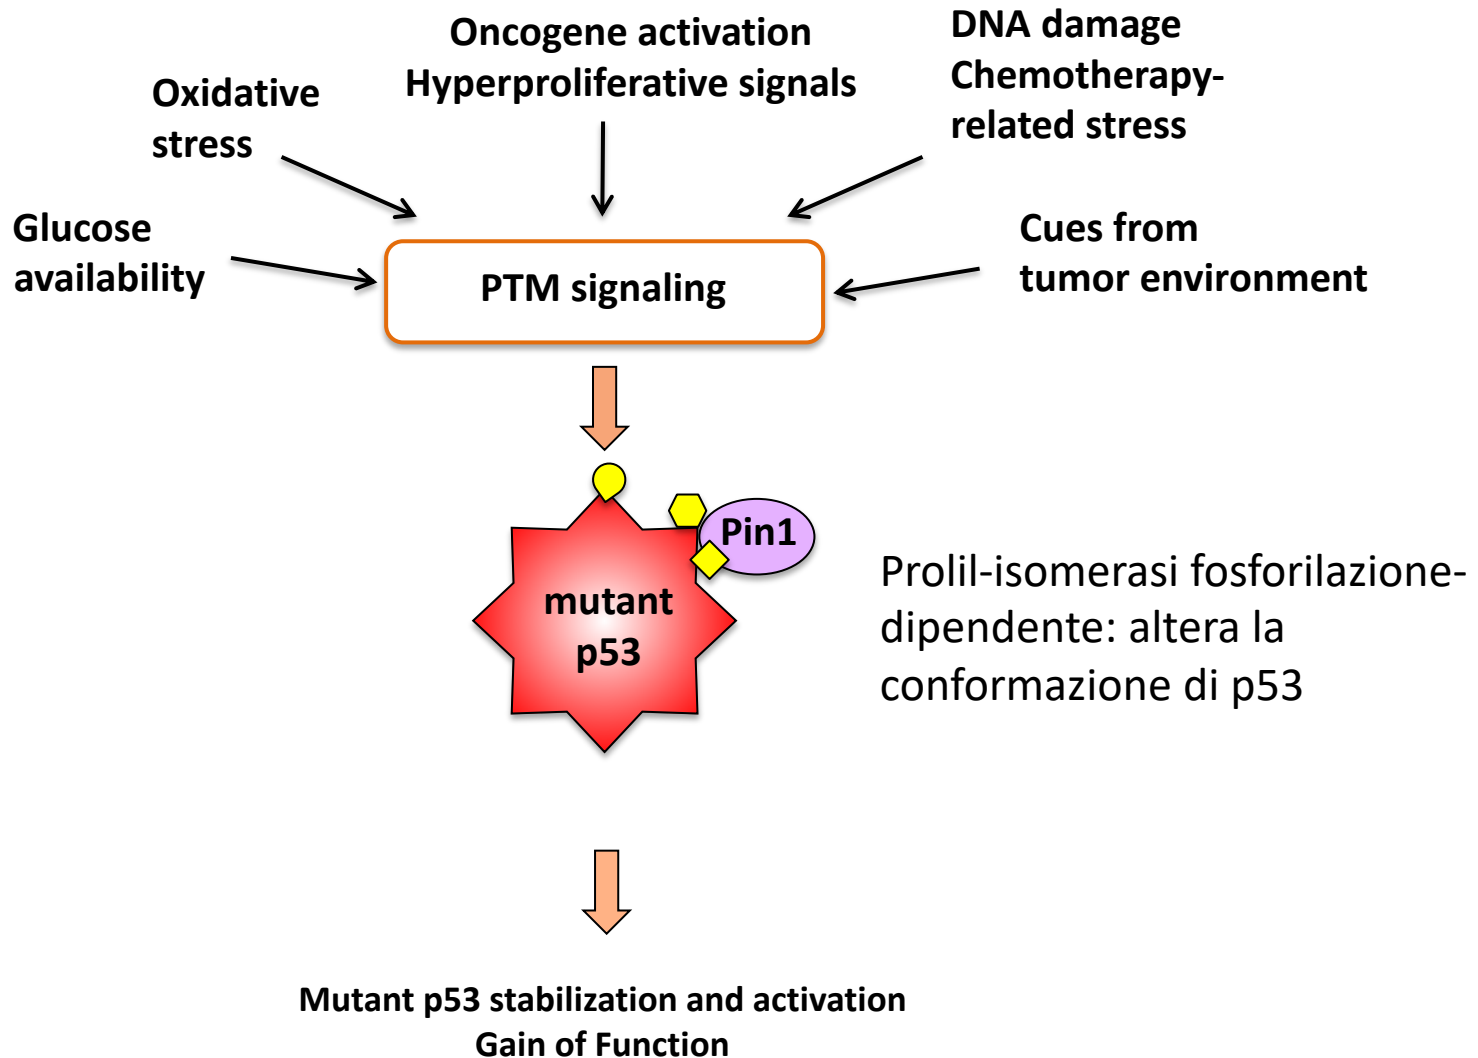 Oncogene activation
Hyperproliferative signals
DNA damage
Chemotherapy-
related stress
Oxidative
stress
Glucose
availability
Cues from
tumor environment
PTM signaling
Pin1
mutant
p53
Prolil-isomerasi fosforilazione-
dipendente: altera la
conformazione di p53
Mutant p53 stabilization and activation
Gain of Function